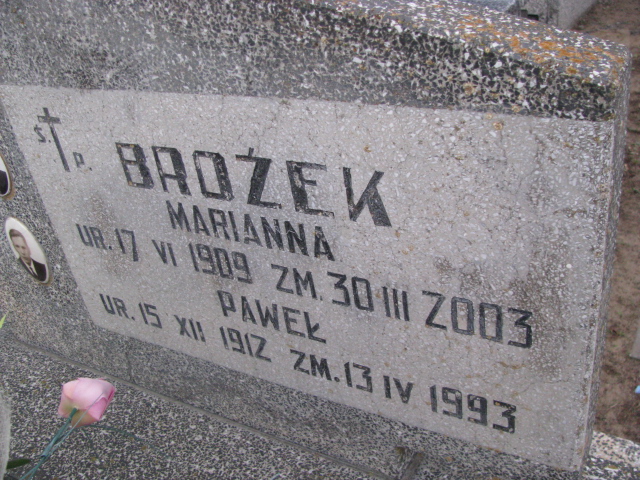 Ś. P.
BROŻEK
MARIANNA
UR. 17 VI 1909 ZM. 30 III 2003
PAWEŁ
UR. 15 XII 1912 ZM. 13 IV 1993